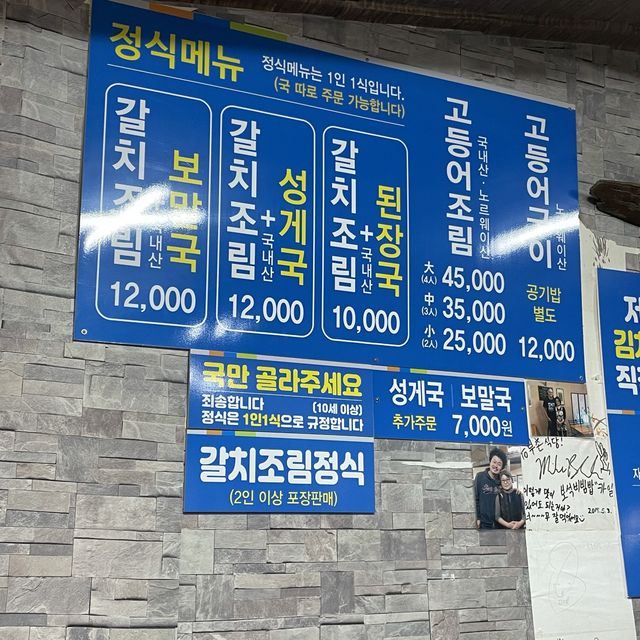 정식메뉴
정식메뉴는 1인 1식입니다.
(국 따로 주문 가능합니다)
갈치조림
+
보말국
국내산
12,000
갈치조림
+
성게국
국내산
12,000
갈치조림
+
된장국
국내산
10,000
고등어조림
국내산·노르웨이산
大(4人) 45,000
中(3人) 35,000
小(2人) 25,000
고등어구이
노르웨이산
공기밥
별도
12,000
국만 골라주세요
죄송합니다 (10세 이상)
정식은 1인1식으로 규정합니다
성게국 보말국
추가주문 7,000원
갈치조림정식
(2인 이상 포장판매)
김치